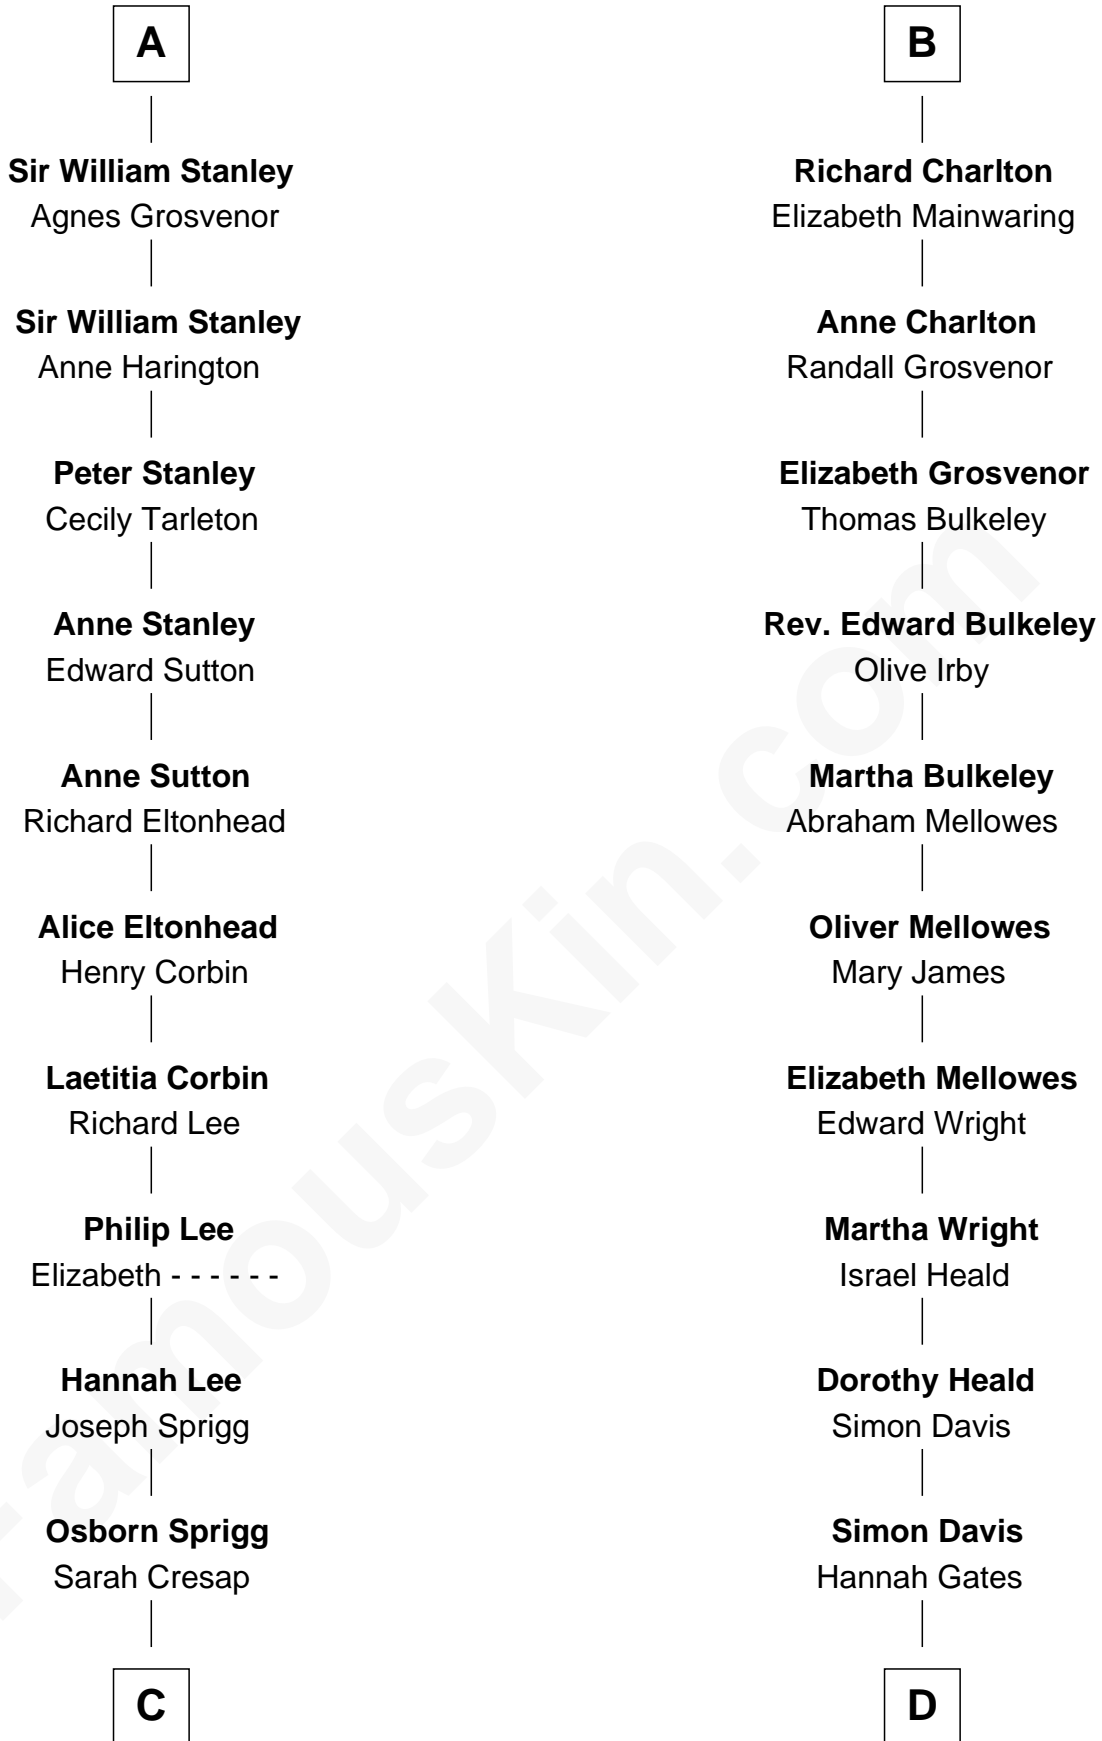 A
Sir William Stanley
Agnes Grosvenor
Sir William Stanley
Anne Harington
Peter Stanley
Cecily Tarleton
Anne Stanley
Edward Sutton
Anne Sutton
Richard Eltonhead
Alice Eltonhead
Henry Corbin
Laetitia Corbin
Richard Lee
Philip Lee
Elizabeth - - - - - -
Hannah Lee
Joseph Sprigg
Osborn Sprigg
Sarah Cresap
C
B
Richard Charlton
Elizabeth Mainwaring
Anne Charlton
Randall Grosvenor
Elizabeth Grosvenor
Thomas Bulkeley
Rev. Edward Bulkeley
Olive Irby
Martha Bulkeley
Abraham Mellowes
Oliver Mellowes
Mary James
Elizabeth Mellowes
Edward Wright
Martha Wright
Israel Heald
Dorothy Heald
Simon Davis
Simon Davis
Hannah Gates
D
FamousKin.com